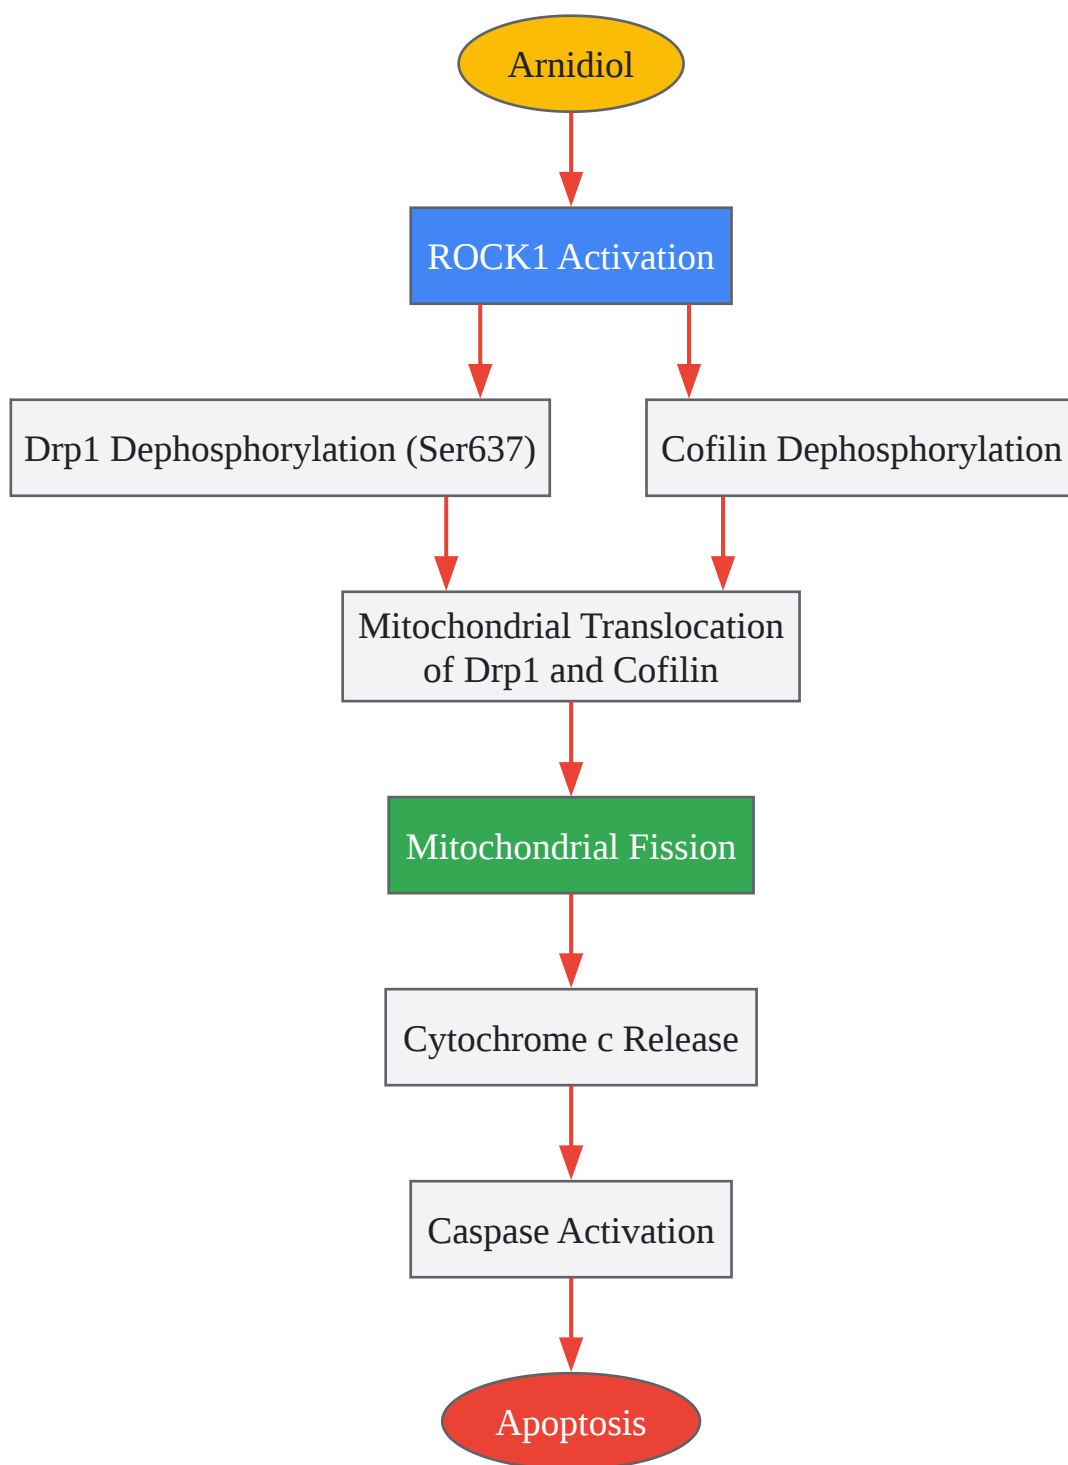 Arnidiol
ROCK1 Activation
Drp1 Dephosphorylation (Ser637)
Cofilin Dephosphorylation
Mitochondrial Translocation
of Drp1 and Cofilin
Mitochondrial Fission
Cytochrome c Release
Caspase Activation
Apoptosis